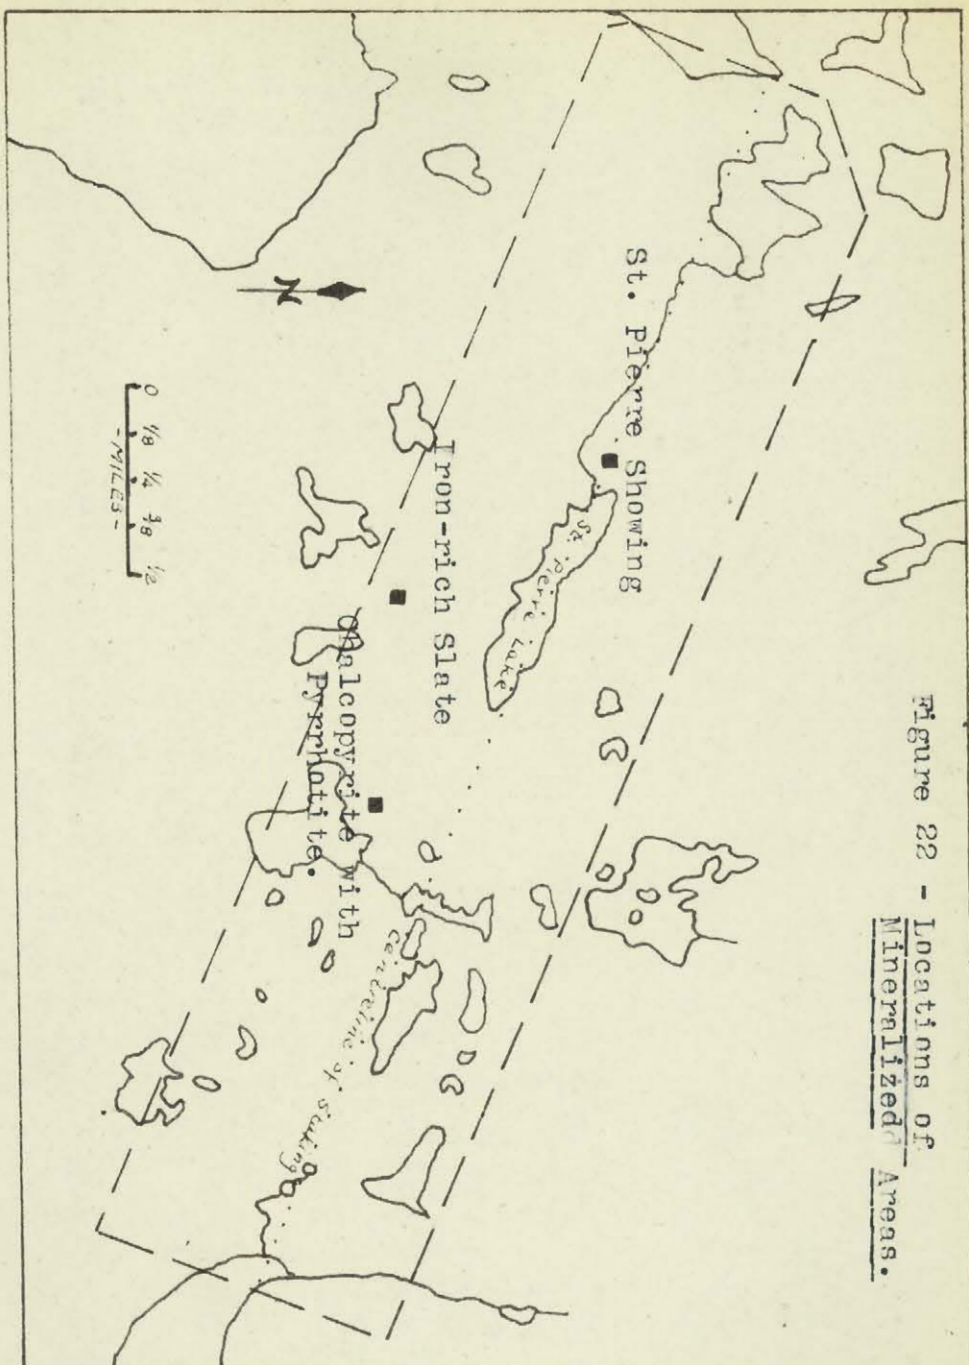 Figure 22 - Locations of
Mineralized Areas.
St. Pierre Showing
St. Pierre Lake
Iron-rich Slate
Chalcopyrite with
Pyrrhotite.
Centreline of Staking
N
0 1/8 1/4 3/8 1/2
-MILES-